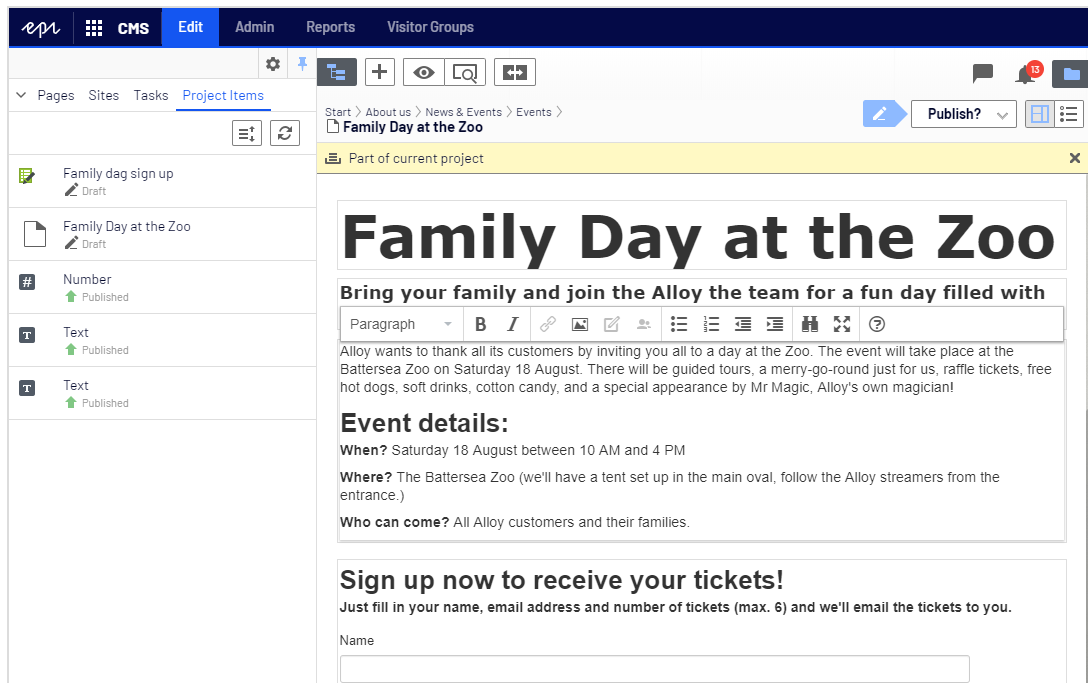 epi CMS Edit Admin Reports Visitor Groups
Pages Sites Tasks Project Items
Family dag sign up
Draft
Family Day at the Zoo
Draft
# Number
Published
T Text
Published
T Text
Published
13
Start > About us > News & Events > Events >
Family Day at the Zoo
Publish?
Part of current project
Family Day at the Zoo
Bring your family and join the Alloy the team for a fun day filled with
Paragraph B I
Alloy wants to thank all its customers by inviting you all to a day at the Zoo. The event will take place at the
Battersea Zoo on Saturday 18 August. There will be guided tours, a merry-go-round just for us, raffle tickets, free
hot dogs, soft drinks, cotton candy, and a special appearance by Mr Magic, Alloy's own magician!
Event details:
When? Saturday 18 August between 10 AM and 4 PM
Where? The Battersea Zoo (we'll have a tent set up in the main oval, follow the Alloy streamers from the
entrance.)
Who can come? All Alloy customers and their families.
Sign up now to receive your tickets!
Just fill in your name, email address and number of tickets (max. 6) and we'll email the tickets to you.
Name